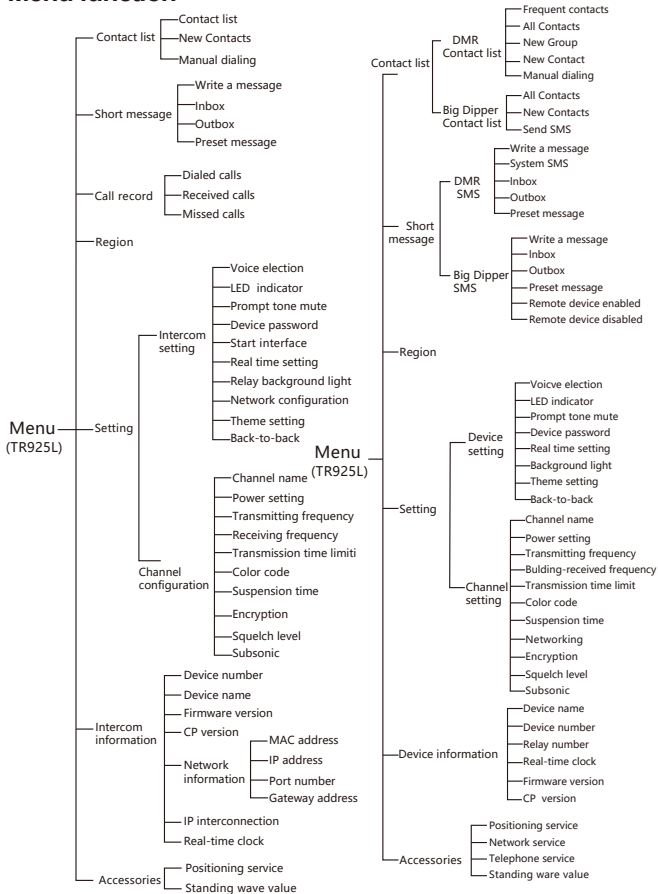 Menu function
Contact list
Contact list
New Contacts
Manual dialing
Short message
Write a message
Inbox
Outbox
Preset message
Call record
Dialed calls
Received calls
Missed calls
Region
Menu
(TR925L)
Setting
Intercom
setting
Voice election
LED indicator
Prompt tone mute
Device password
Start interface
Real time setting
Relay background light
Network configuration
Theme setting
Back-to-back
Channel
configuration
Channel name
Power setting
Transmitting frequency
Receiving frequency
Transmission time limiti
Color code
Suspension time
Encryption
Squelch level
Subsonic
Intercom
information
Device number
Device name
Firmware version
CP version
Network
information
MAC address
IP address
Port number
Gateway address
IP interconnection
Real-time clock
Accessories
Positioning service
Standing wave value
Menu
(TR925L)
Contact list
DMR
Contact list
Frequent contacts
All Contacts
New Group
New Contact
Manual dialing
Big Dipper
Contact list
All Contacts
New Contacts
Send SMS
Short
message
DMR
SMS
Write a message
System SMS
Inbox
Outbox
Preset message
Big Dipper
SMS
Write a message
Inbox
Outbox
Preset message
Remote device enabled
Remote device disabled
Region
Setting
Device
setting
Voicve election
LED indicator
Prompt tone mute
Device password
Real time setting
Background light
Theme setting
Back-to-back
Channel
setting
Channel name
Power setting
Transmitting frequency
Bulding-received frequency
Transmission time limit
Color code
Suspension time
Networking
Encryption
Squelch level
Subsonic
Device information
Device name
Device number
Relay number
Real-time clock
Firmware version
CP version
Accessories
Positioning service
Network service
Telephone service
Standing ware value